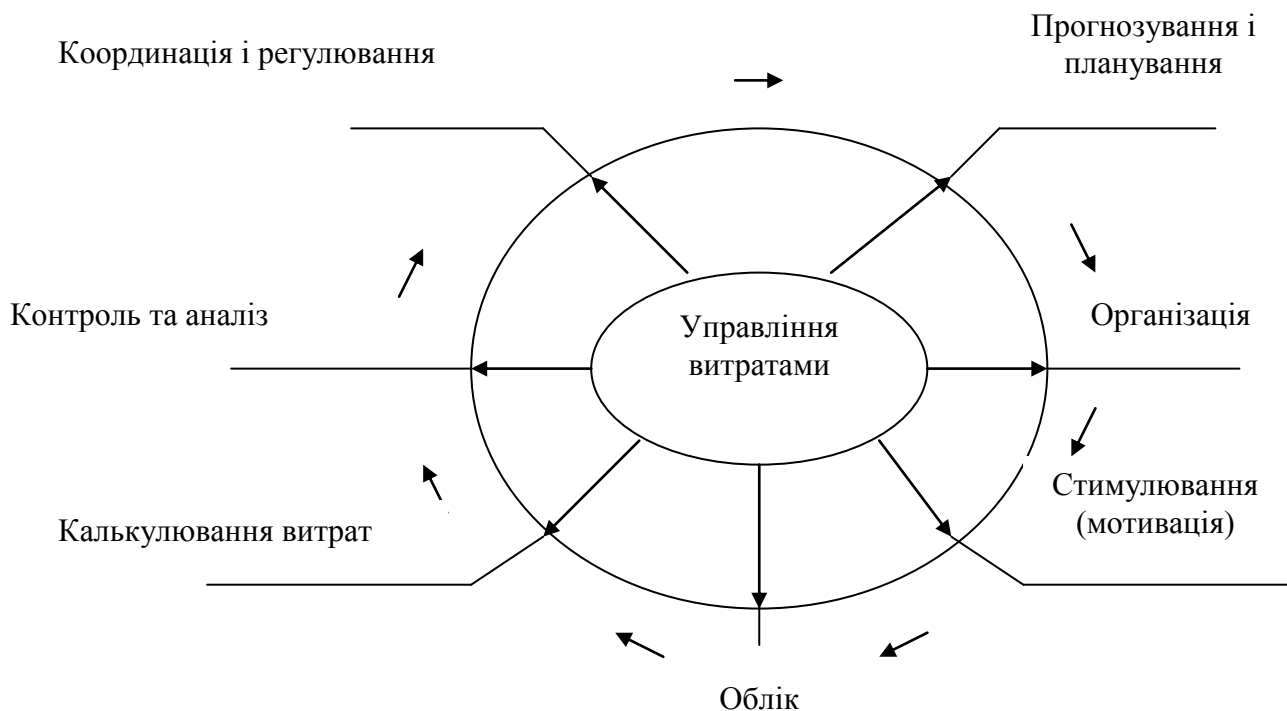 Координація і регулювання
Прогнозування і
планування
Контроль та аналіз
Управління
витратами
Організація
Калькулювання витрат
Стимулювання
(мотивація)
Облік